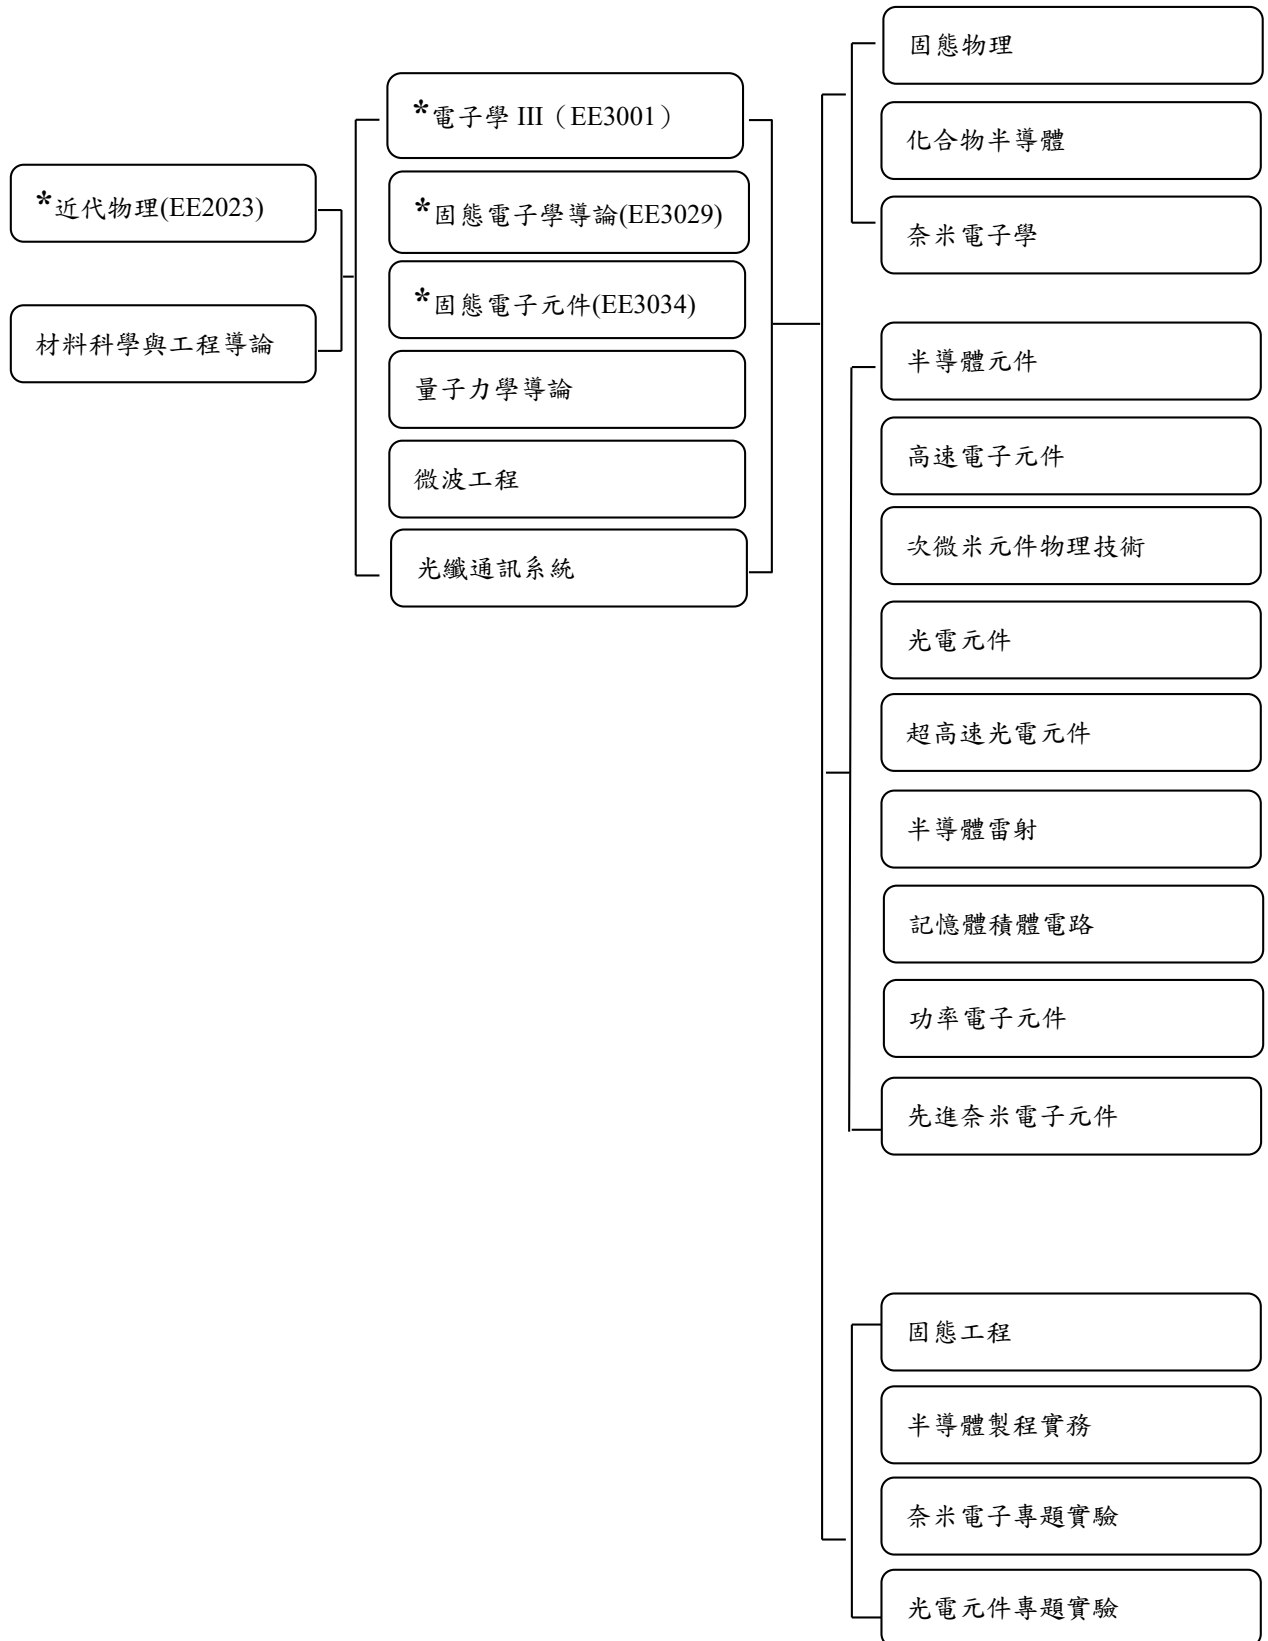 *近代物理(EE2023)
材料科學與工程導論
*電子學 III（EE3001）
*固態電子學導論(EE3029)
*固態電子元件(EE3034)
量子力學導論
微波工程
光纖通訊系統
固態物理
化合物半導體
奈米電子學
半導體元件
高速電子元件
次微米元件物理技術
光電元件
超高速光電元件
半導體雷射
記憶體積體電路
功率電子元件
先進奈米電子元件
固態工程
半導體製程實務
奈米電子專題實驗
光電元件專題實驗